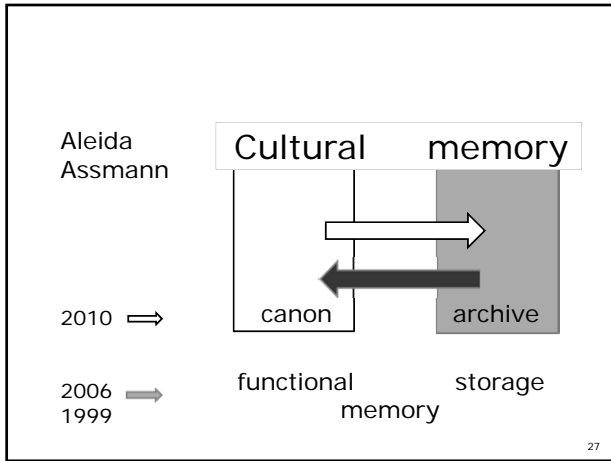 Aleida
Assmann
Cultural memory
2010
canon archive
2006
1999
functional storage
memory
27